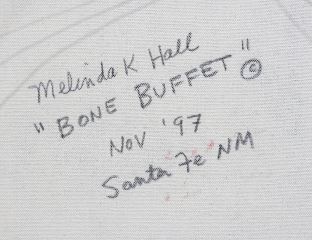 Melinda K Hall
"BONE BUFFET" ©
NOV '97
Santa Fe NM